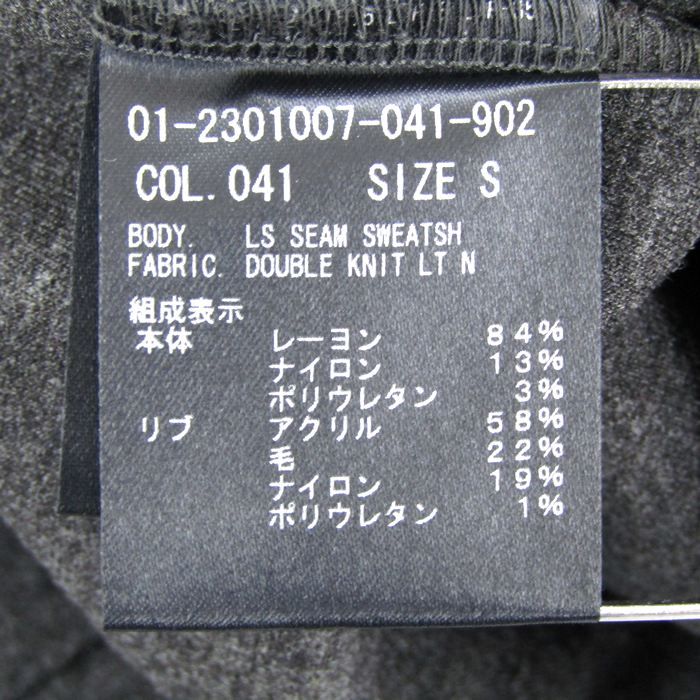 01-2301007-041-902
COL. 041 SIZE S
BODY. LS SEAM SWEATSH
FABRIC. DOUBLE KNIT LT N
組成表示
本体 レーヨン 84%
ナイロン 13%
ポリウレタン 3%
リブ アクリル 58%
毛 22%
ナイロン 19%
ポリウレタン 1%